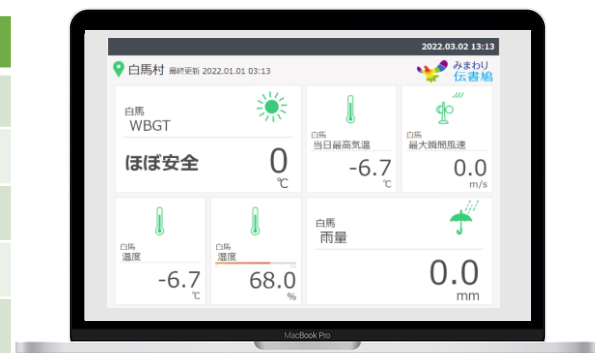 2022.03.02 13:13
白馬村 最終更新 2022.01.01 03:13
みまわり
伝書鳩
白馬
WBGT
ほぼ安全
0
℃
白馬
当日最高気温
-6.7
℃
白馬
最大瞬間風速
0.0
m/s
白馬
温度
-6.7
℃
白馬
湿度
68.0
%
白馬
雨量
0.0
mm
MacBook Pro